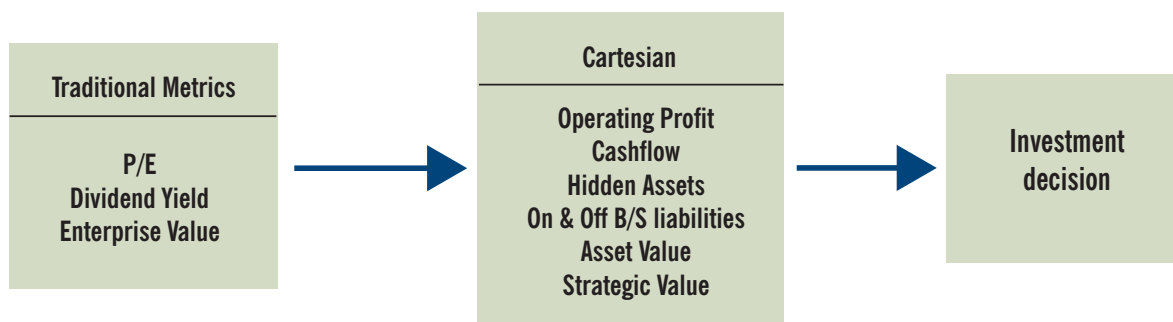 Traditional Metrics
P/E
Dividend Yield
Enterprise Value
Cartesian
Operating Profit
Cashflow
Hidden Assets
On & Off B/S liabilities
Asset Value
Strategic Value
Investment
decision